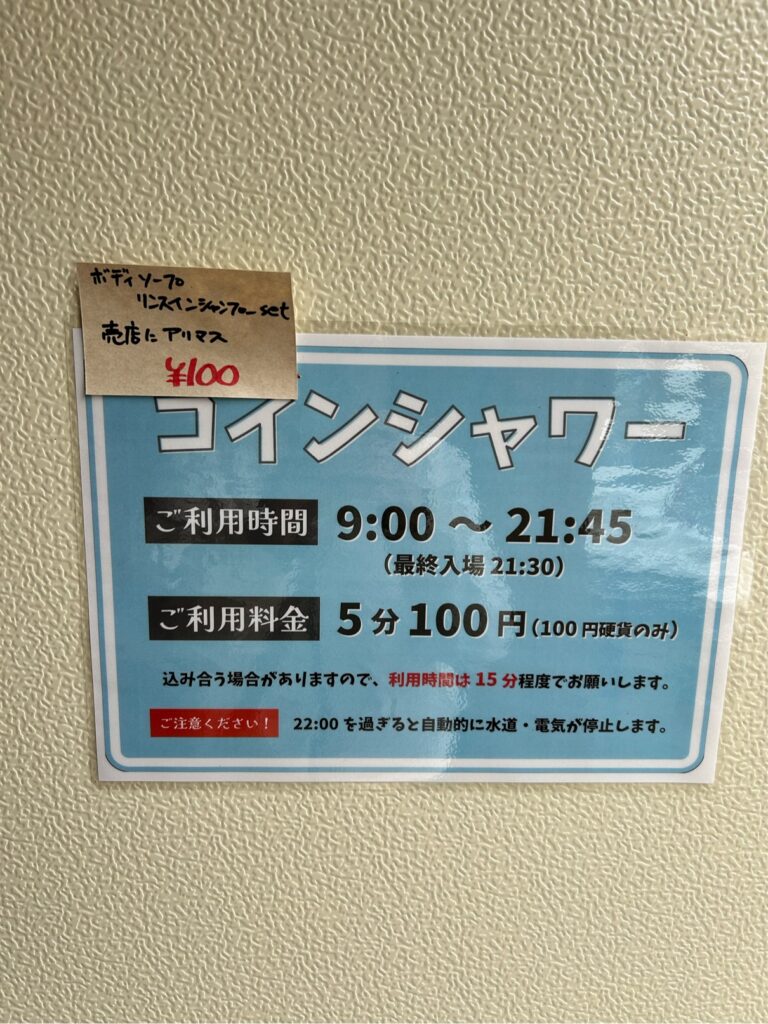 ボディソープ
リンスインシャンプーset
売店にアリマス
¥100
コインシャワー
ご利用時間 9:00 ～ 21:45
(最終入場 21:30)
ご利用料金 5分100円(100円硬貨のみ)
込み合う場合がありますので、利用時間は15分程度でお願いします。
ご注意ください！ 22:00を過ぎると自動的に水道・電気が停止します。